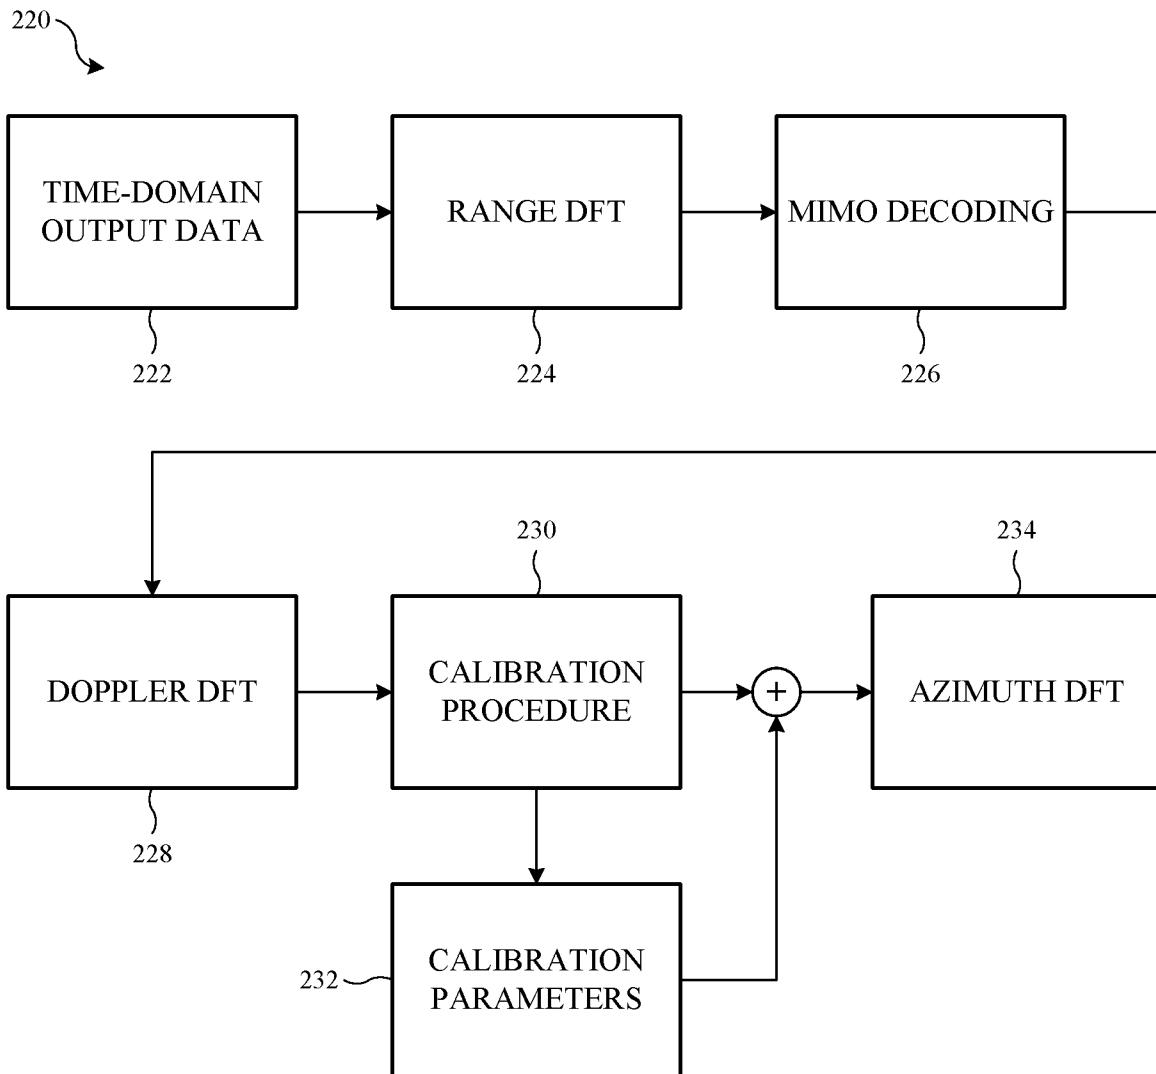 220
TIME-DOMAIN
OUTPUT DATA
RANGE DFT
MIMO DECODING
222
224
226
230
234
DOPPLER DFT
CALIBRATION
PROCEDURE
+
AZIMUTH DFT
228
232
CALIBRATION
PARAMETERS